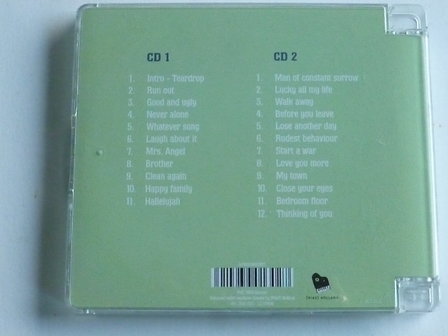 CD 1
1. Intro - Teardrop
2. Run out
3. Good and ugly
4. Never alone
5. Whatever song
6. Laugh about it
7. Mrs. Angel
8. Brother
9. Clean again
10. Happy family
11. Hallelujah
CD 2
1. Man of constant sorrow
2. Lucky all my life
3. Walk away
4. Before you leave
5. Lose another day
6. Rudest behaviour
7. Start a war
8. Love you more
9. My town
10. Close your eyes
11. Bedroom floor
12. Thinking of you